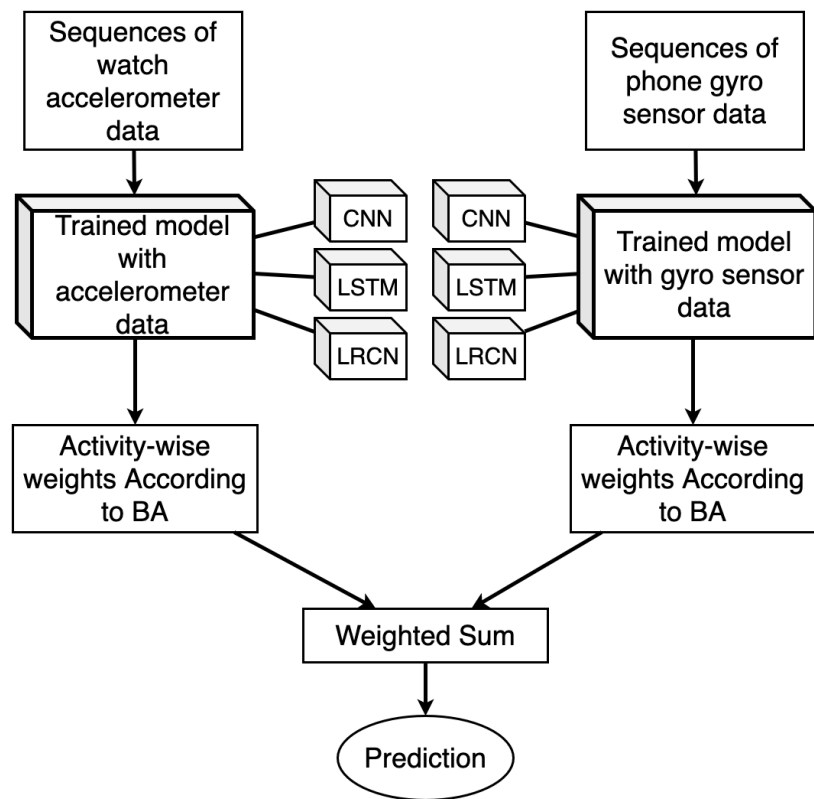 Sequences of
watch
accelerometer
data
Sequences of
phone gyro
sensor data
Trained model
with
accelerometer
data
CNN
LSTM
LRCN
CNN
LSTM
LRCN
Trained model
with gyro sensor
data
Activity-wise
weights According
to BA
Activity-wise
weights According
to BA
Weighted Sum
Prediction